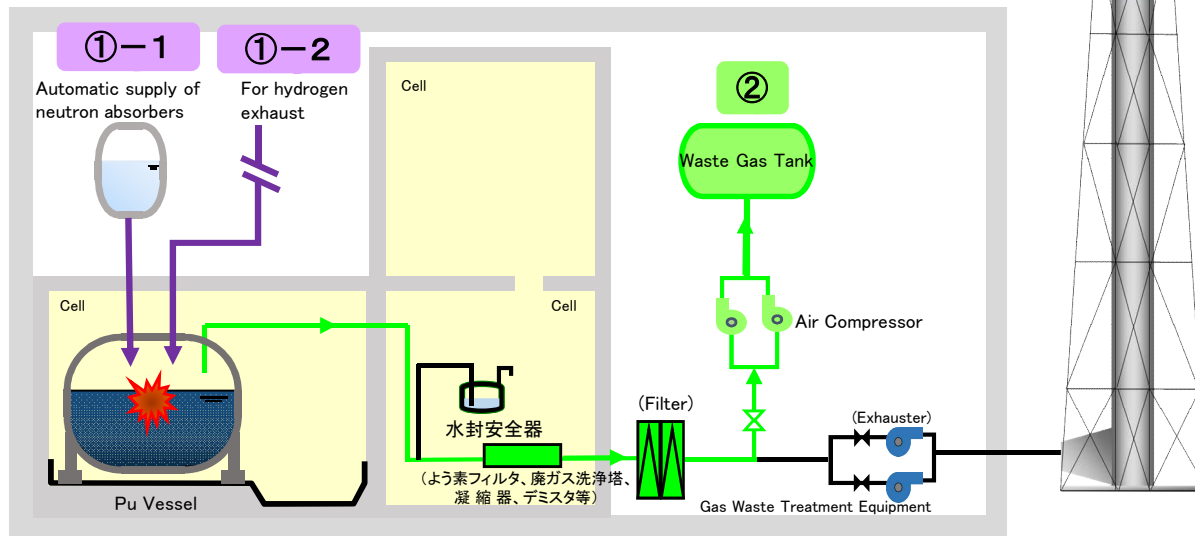 ①－1
①－2
Automatic supply of
neutron absorbers
For hydrogen
exhaust
Cell
②
Waste Gas Tank
Cell
Cell
Air Compressor
(Filter)
(Exhauster)
水封安全器
(よう素フィルタ、廃ガス洗浄塔、
凝 縮 器、デミスタ等)
Pu Vessel
Gas Waste Treatment Equipment